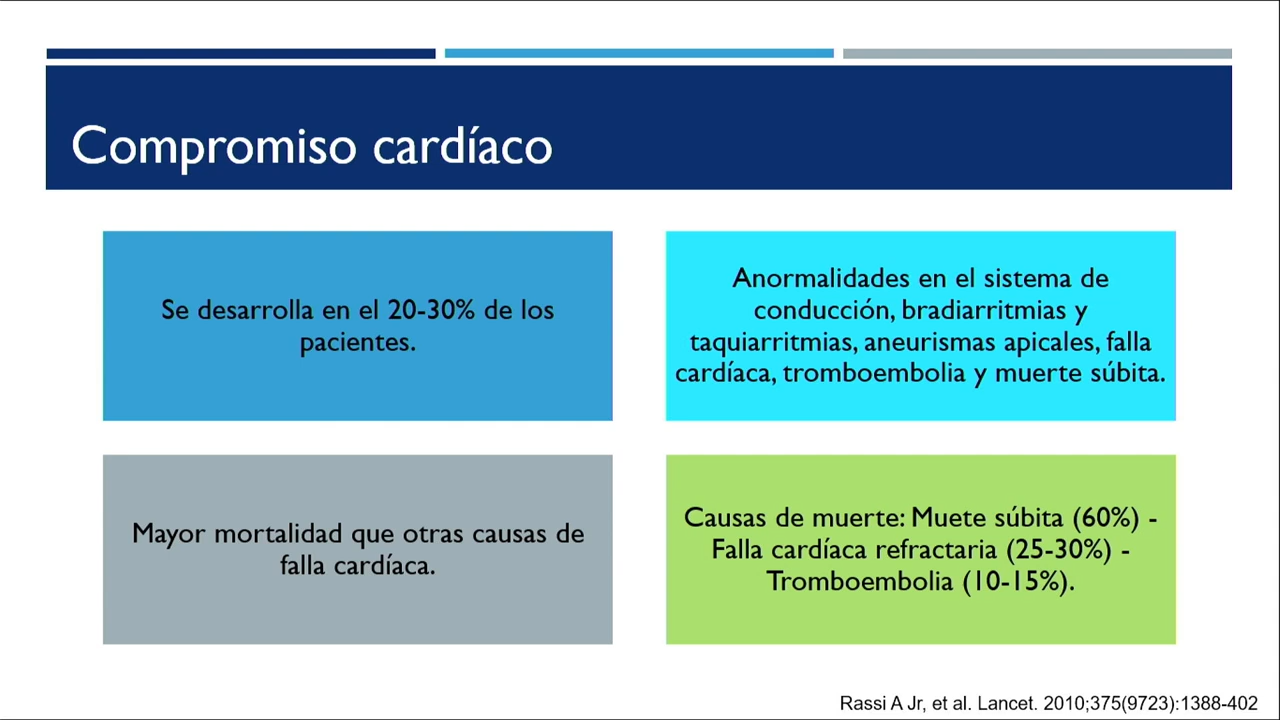 Compromiso cardíaco
Se desarrolla en el 20-30% de los
pacientes.
Anormalidades en el sistema de
conducción, bradiarritmias y
taquiarritmias, aneurismas apicales, falla
cardíaca, tromboembolia y muerte súbita.
Mayor mortalidad que otras causas de
falla cardíaca.
Causas de muerte: Muete súbita (60%) -
Falla cardíaca refractaria (25-30%) -
Tromboembolia (10-15%).
Rassi A Jr, et al. Lancet. 2010;375(9723):1388-402